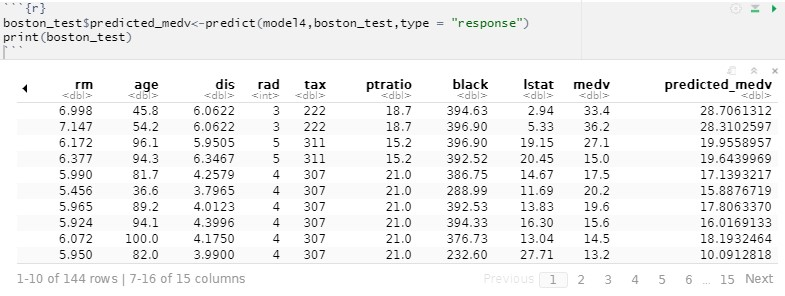 ```{r}
boston_test$predicted_medv<-predict(model4,boston_test,type = "response")
print(boston_test)
```
rm age dis rad tax ptratio black lstat medv predicted_medv
<dbl> <dbl> <dbl> <int> <dbl> <dbl> <dbl> <dbl> <dbl> <dbl>
6.998 45.8 6.0622 3 222 18.7 394.63 2.94 33.4 28.7061312
7.147 54.2 6.0622 3 222 18.7 396.90 5.33 36.2 28.3102597
6.172 96.1 5.9505 5 311 15.2 396.90 19.15 27.1 19.9558957
6.377 94.3 6.3467 5 311 15.2 392.52 20.45 15.0 19.6439969
5.990 81.7 4.2579 4 307 21.0 386.75 14.67 17.5 17.1393217
5.456 36.6 3.7965 4 307 21.0 288.99 11.69 20.2 15.8876719
5.965 89.2 4.0123 4 307 21.0 392.53 13.83 19.6 17.8063370
5.924 94.1 4.3996 4 307 21.0 394.33 16.30 15.6 16.0169133
6.072 100.0 4.1750 4 307 21.0 376.73 13.04 14.5 18.1932464
5.950 82.0 3.9900 4 307 21.0 232.60 27.71 13.2 10.0912818
1-10 of 144 rows | 7-16 of 15 columns Previous 1 2 3 4 5 6 ... 15 Next